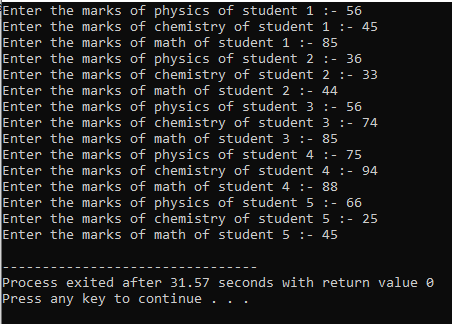 Enter the marks of physics of student 1 :- 56
Enter the marks of chemistry of student 1 :- 45
Enter the marks of math of student 1 :- 85
Enter the marks of physics of student 2 :- 36
Enter the marks of chemistry of student 2 :- 33
Enter the marks of math of student 2 :- 44
Enter the marks of physics of student 3 :- 56
Enter the marks of chemistry of student 3 :- 74
Enter the marks of math of student 3 :- 85
Enter the marks of physics of student 4 :- 75
Enter the marks of chemistry of student 4 :- 94
Enter the marks of math of student 4 :- 88
Enter the marks of physics of student 5 :- 66
Enter the marks of chemistry of student 5 :- 25
Enter the marks of math of student 5 :- 45
--------------------------------
Process exited after 31.57 seconds with return value 0
Press any key to continue . . .